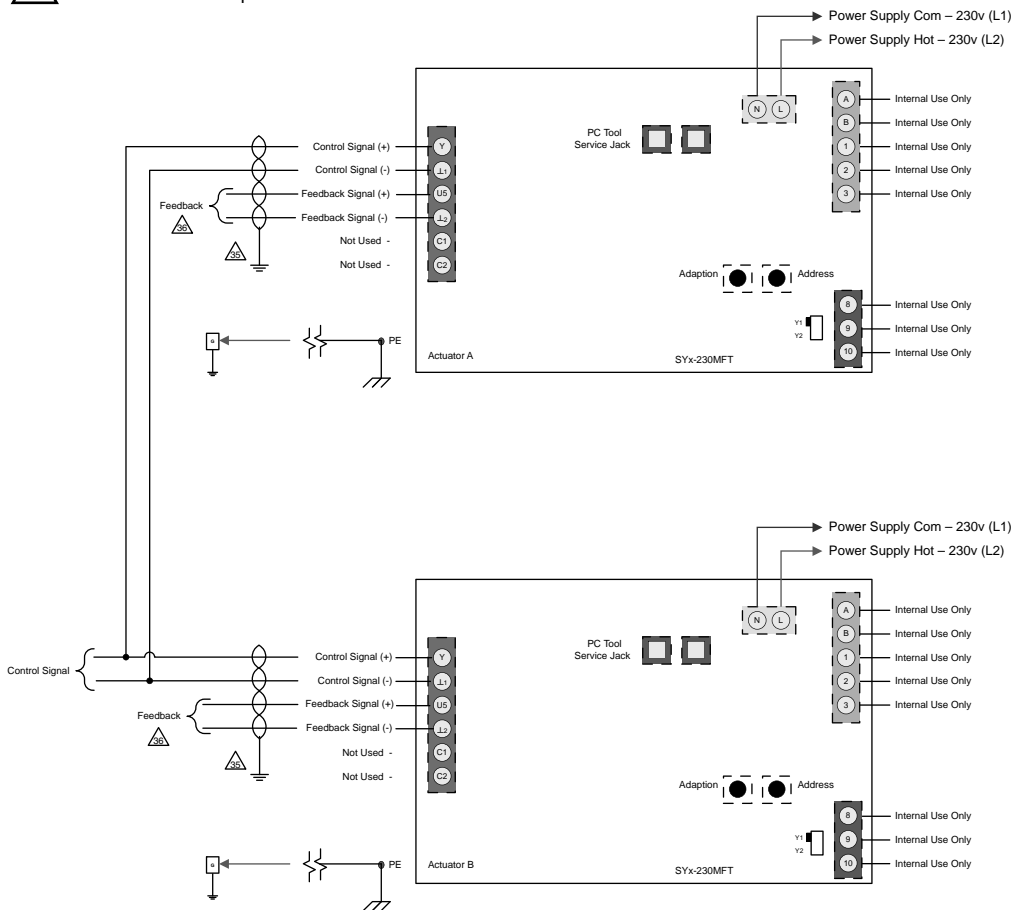 Power Supply Com – 230v (L1)
Power Supply Hot – 230v (L2)
N L
A Internal Use Only
B Internal Use Only
1 Internal Use Only
2 Internal Use Only
3 Internal Use Only
PC Tool
Service Jack
Control Signal (+) Y
Control Signal (-) ⊥1
Feedback Signal (+) U5
Feedback Signal (-) ⊥2
Not Used - C1
Not Used - C2
Feedback
36
35
Adaption Address
8 Internal Use Only
9 Internal Use Only
10 Internal Use Only
Y1
Y2
G
PE
Actuator A
SYx-230MFT
Power Supply Com – 230v (L1)
Power Supply Hot – 230v (L2)
N L
A Internal Use Only
B Internal Use Only
1 Internal Use Only
2 Internal Use Only
3 Internal Use Only
PC Tool
Service Jack
Control Signal
Control Signal (+) Y
Control Signal (-) ⊥1
Feedback Signal (+) U5
Feedback Signal (-) ⊥2
Not Used - C1
Not Used - C2
Feedback
36
35
Adaption Address
8 Internal Use Only
9 Internal Use Only
10 Internal Use Only
Y1
Y2
G
PE
Actuator B
SYx-230MFT